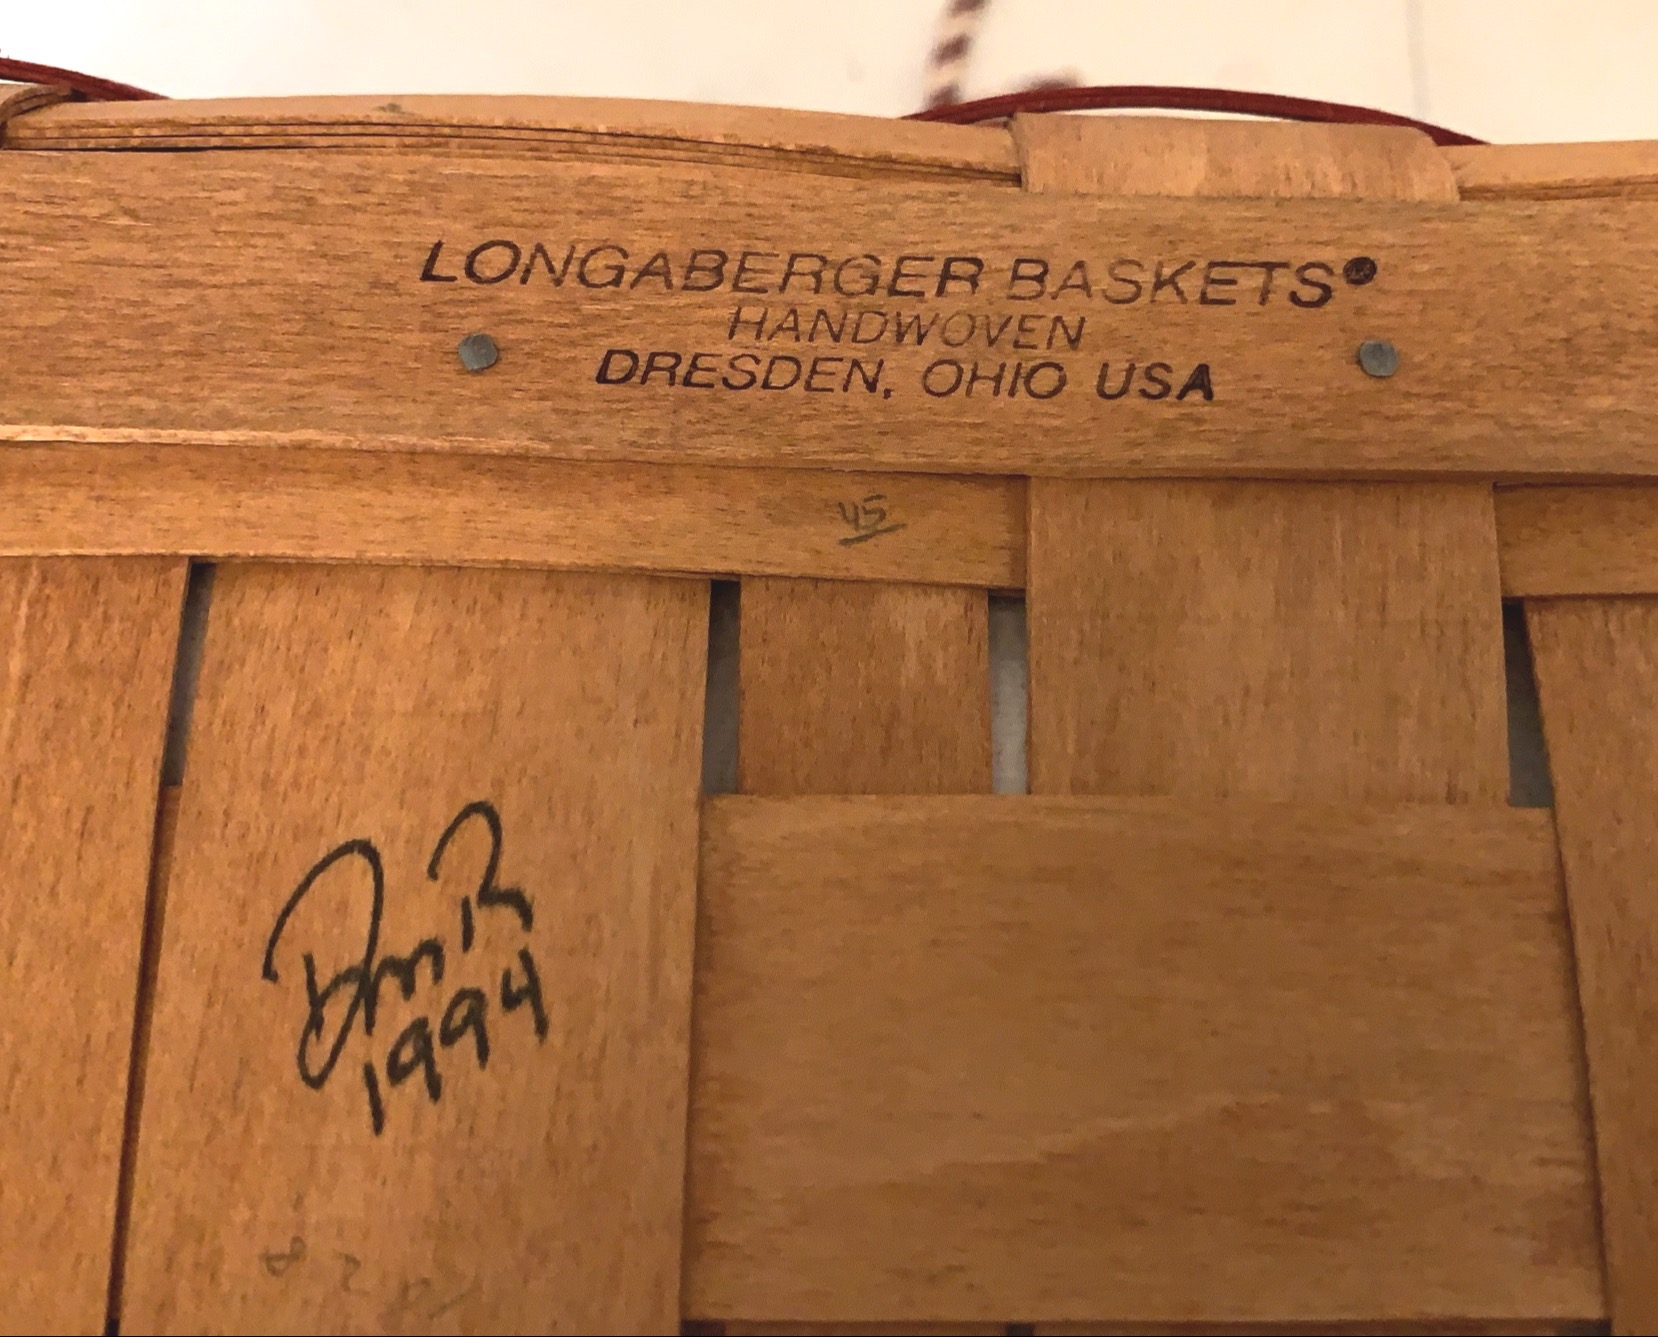 LONGABERGER BASKETS®
HANDWOVEN
DRESDEN, OHIO USA
45
1994